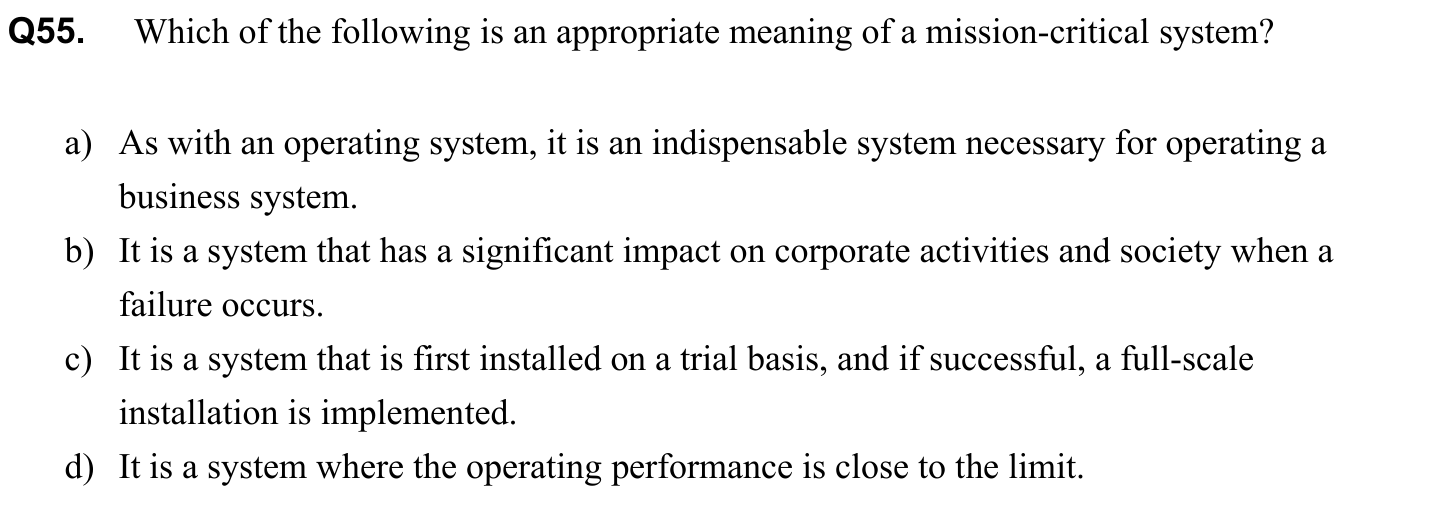 Q55. Which of the following is an appropriate meaning of a mission-critical system?
a) As with an operating system, it is an indispensable system necessary for operating a
business system.
b) It is a system that has a significant impact on corporate activities and society when a
failure occurs.
c) It is a system that is first installed on a trial basis, and if successful, a full-scale
installation is implemented.
d) It is a system where the operating performance is close to the limit.